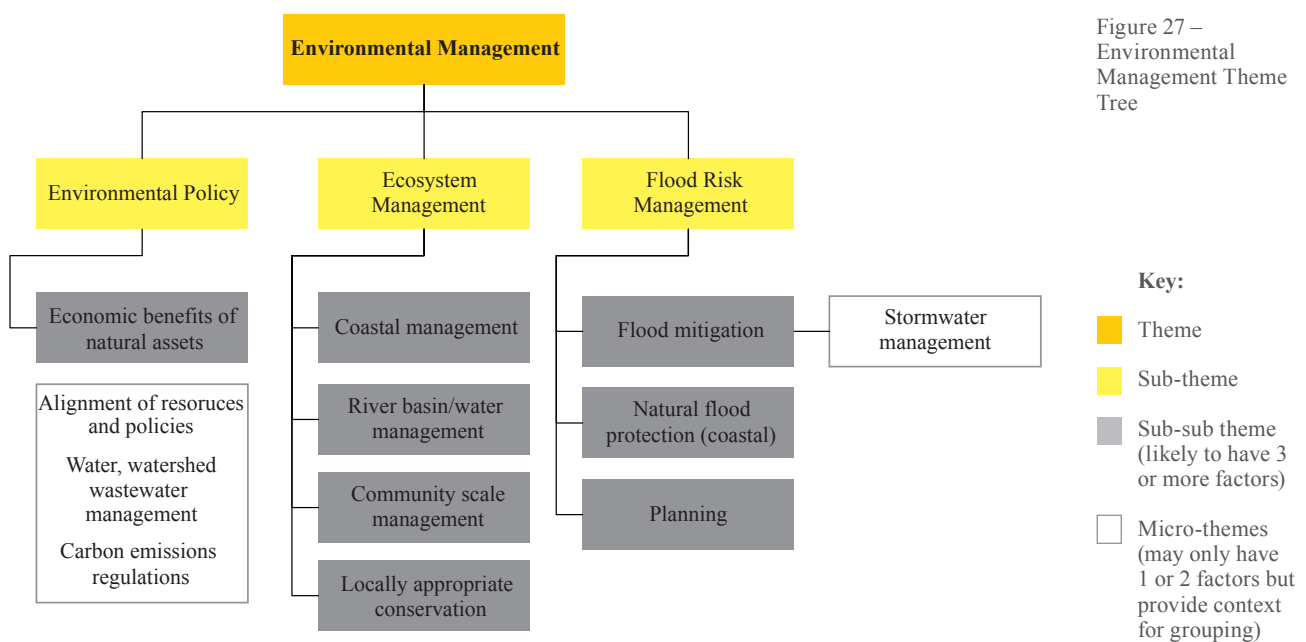 Environmental Management
Figure 27 –
Environmental
Management Theme
Tree
Environmental Policy
Ecosystem
Management
Flood Risk
Management
Economic benefits of
natural assets
Alignment of resoruces
and policies
Water, watershed
wastewater
management
Carbon emissions
regulations
Coastal management
River basin/water
management
Community scale
management
Locally appropriate
conservation
Flood mitigation
Natural flood
protection (coastal)
Planning
Stormwater
management
Key:
Theme
Sub-theme
Sub-sub theme
(likely to have 3
or more factors)
Micro-themes
(may only have
1 or 2 factors but
provide context
for grouping)